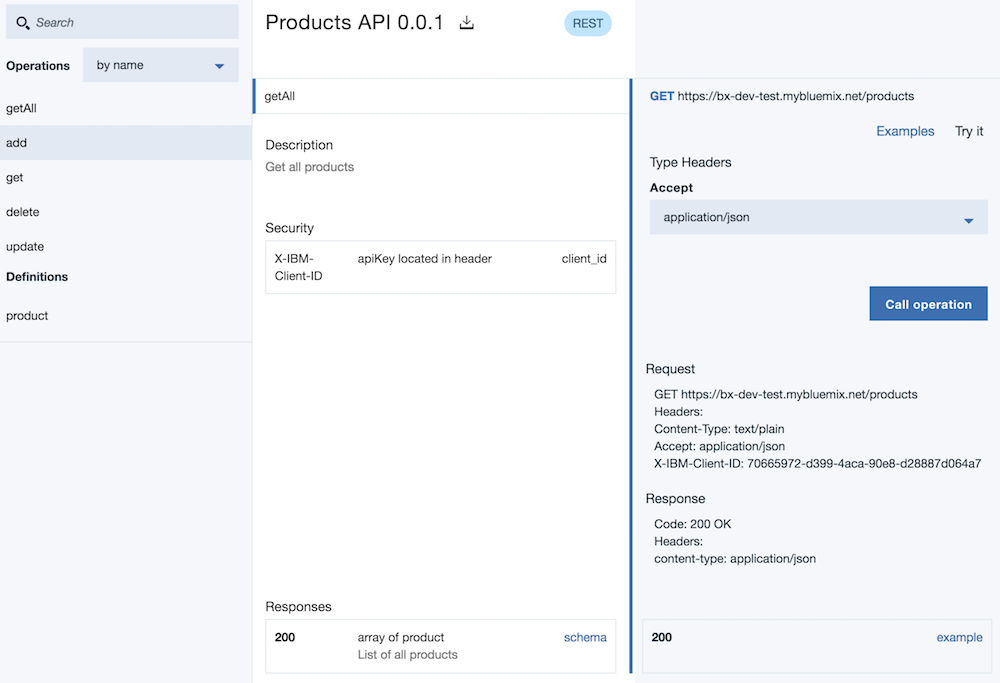 Search
Operations
by name
getAll
add
get
delete
update
Definitions
product
Products API 0.0.1
REST
getAll
Description
Get all products
Security
X-IBM-
Client-ID
apiKey located in header
client_id
Responses
200
array of product
schema
List of all products
GET https://bx-dev-test.mybluemix.net/products
Examples
Try it
Type Headers
Accept
application/json
Call operation
Request
GET https://bx-dev-test.mybluemix.net/products
Headers:
Content-Type: text/plain
Accept: application/json
X-IBM-Client-ID: 70665972-d399-4aca-90e8-d28887d064a7
Response
Code: 200 OK
Headers:
content-type: application/json
200
example